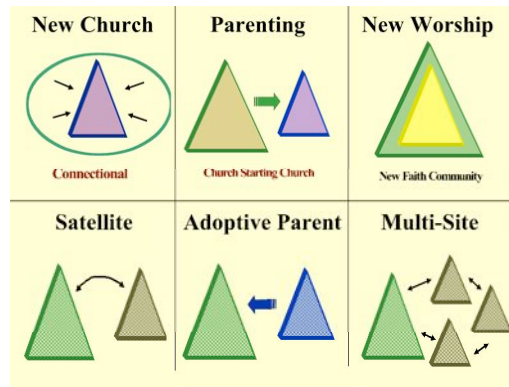 New Church
Parenting
New Worship
Connectional
Church Starting Church
New Faith Community
Satellite
Adoptive Parent
Multi-Site